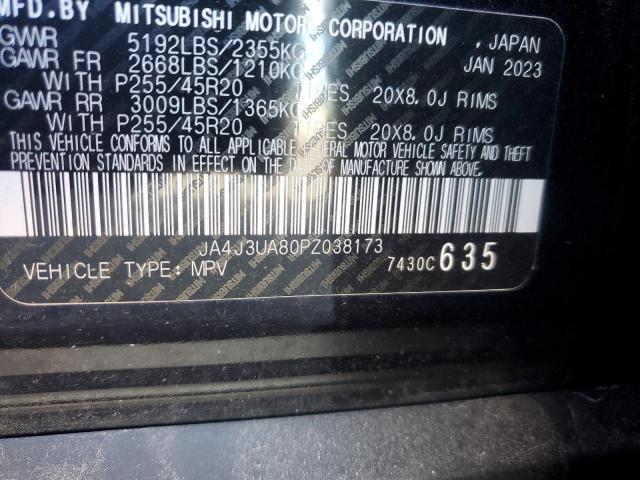 MFD.BY MITSUBISHI MOTORS CORPORATION, JAPAN
GVWR 5192LBS/2355KG JAN 2023
GAWR FR 2668LBS/1210KG
WITH P255/45R20 TIRES 20X8.0J RIMS
GAWR RR 3009LBS/1365KG
WITH P255/45R20 TIRES 20X8.0J RIMS
THIS VEHICLE CONFORMS TO ALL APPLICABLE FEDERAL MOTOR VEHICLE SAFETY AND THEFT
PREVENTION STANDARDS IN EFFECT ON THE DATE OF MANUFACTURE SHOWN ABOVE.
JA4J3UA80PZ038173
VEHICLE TYPE: MPV 7430C 635